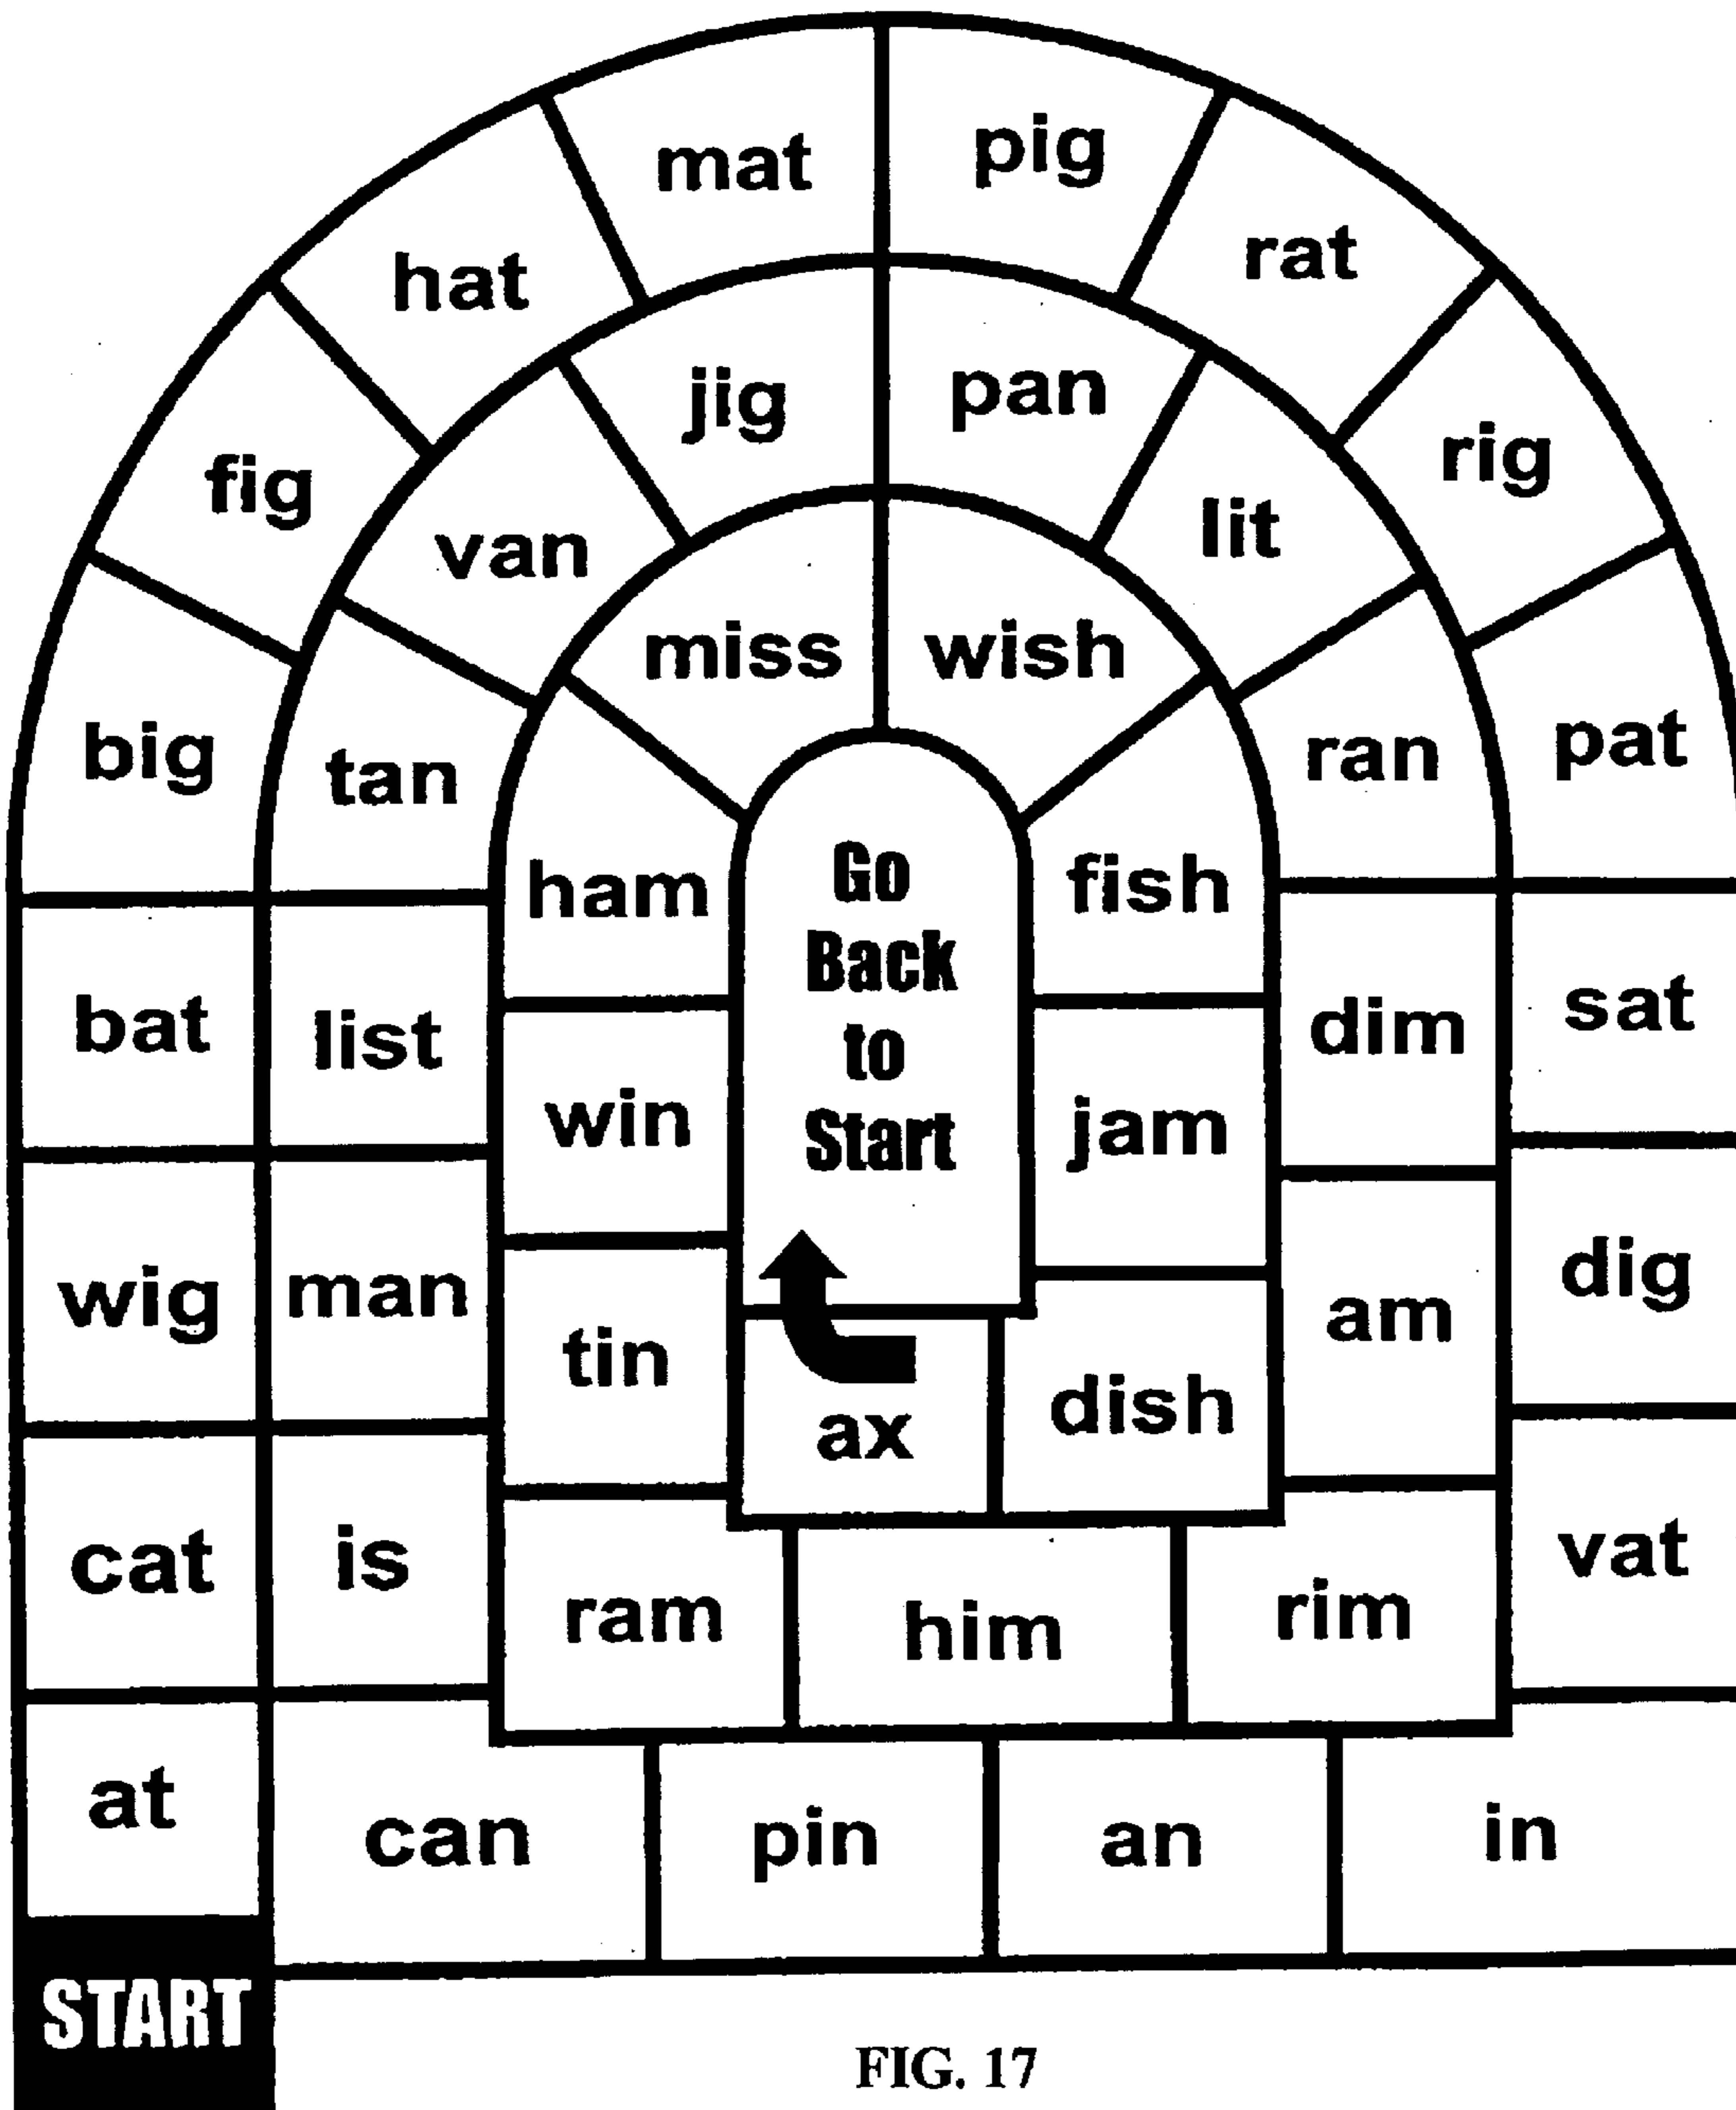 START
at
cat
wig
bat
big
fig
hat
mat
pig
rat
rig
pat
sat
dig
vat
in
an
pin
can
is
man
list
tan
van
jig
pan
lit
ran
dim
am
rim
him
ram
tin
win
ham
miss
wish
fish
jam
dish
ax
Go
Back
to
Start
FIG. 17